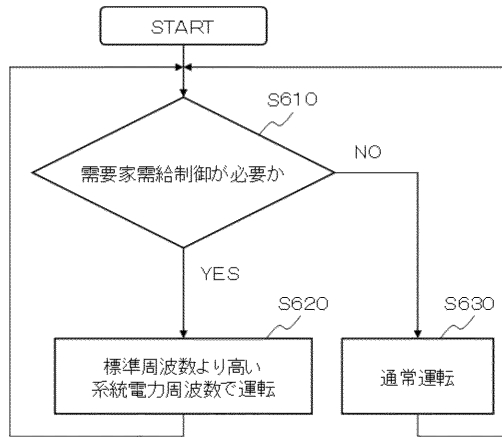 START
S610
需要家需給制御が必要か
NO
YES
S620
標準周波数より高い
系統電力周波数で運転
S630
通常運転